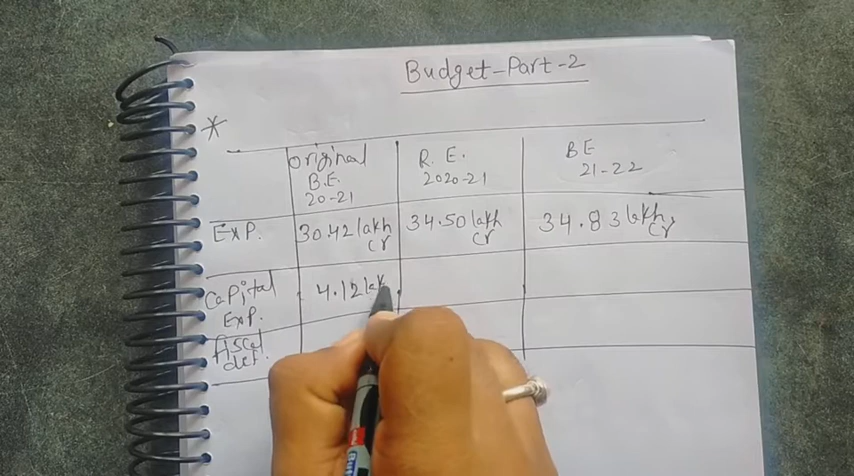 Budget-Part-2
*
original B.E. 20-21
R.E. 2020-21
BE 21-22
Exp. 30.42 lakh cr 34.50 lakh cr 34.83 lakh cr
Capital Exp. 4.12 lak
fiscal def.